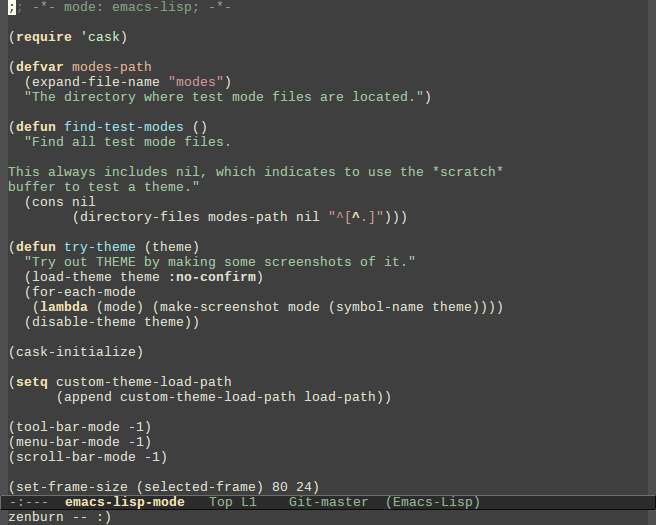 ;; -*- mode: emacs-lisp; -*-

(require 'cask)

(defvar modes-path
  (expand-file-name "modes")
  "The directory where test mode files are located.")

(defun find-test-modes ()
  "Find all test mode files.

This always includes nil, which indicates to use the *scratch*
buffer to test a theme."
  (cons nil
        (directory-files modes-path nil "^[^.]")))

(defun try-theme (theme)
  "Try out THEME by making some screenshots of it."
  (load-theme theme :no-confirm)
  (for-each-mode
   (lambda (mode) (make-screenshot mode (symbol-name theme))))
  (disable-theme theme))

(cask-initialize)

(setq custom-theme-load-path
      (append custom-theme-load-path load-path))

(tool-bar-mode -1)
(menu-bar-mode -1)
(scroll-bar-mode -1)

(set-frame-size (selected-frame) 80 24)
-:---  emacs-lisp-mode   Top L1    Git-master  (Emacs-Lisp)
zenburn -- :)